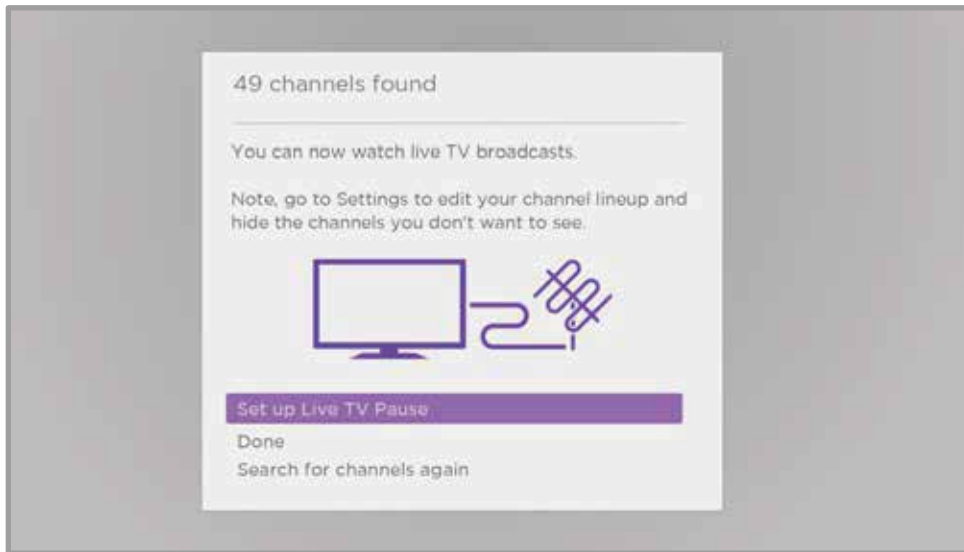 49 channels found
You can now watch live TV broadcasts.
Note, go to Settings to edit your channel lineup and
hide the channels you don't want to see.
Set up Live TV Pause
Done
Search for channels again